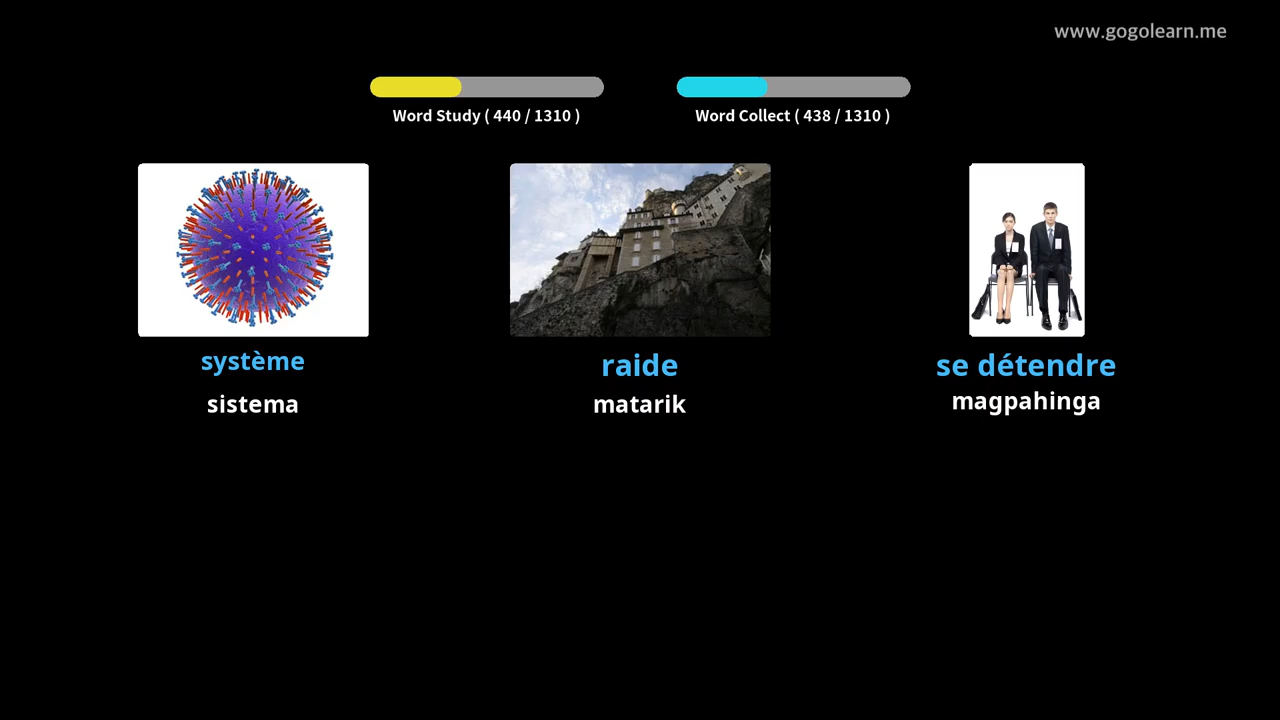 www.gogolearn.me
Word Study ( 440 / 1310 )
Word Collect ( 438 / 1310 )
système
raide
se détendre
sistema
matarik
magpahinga